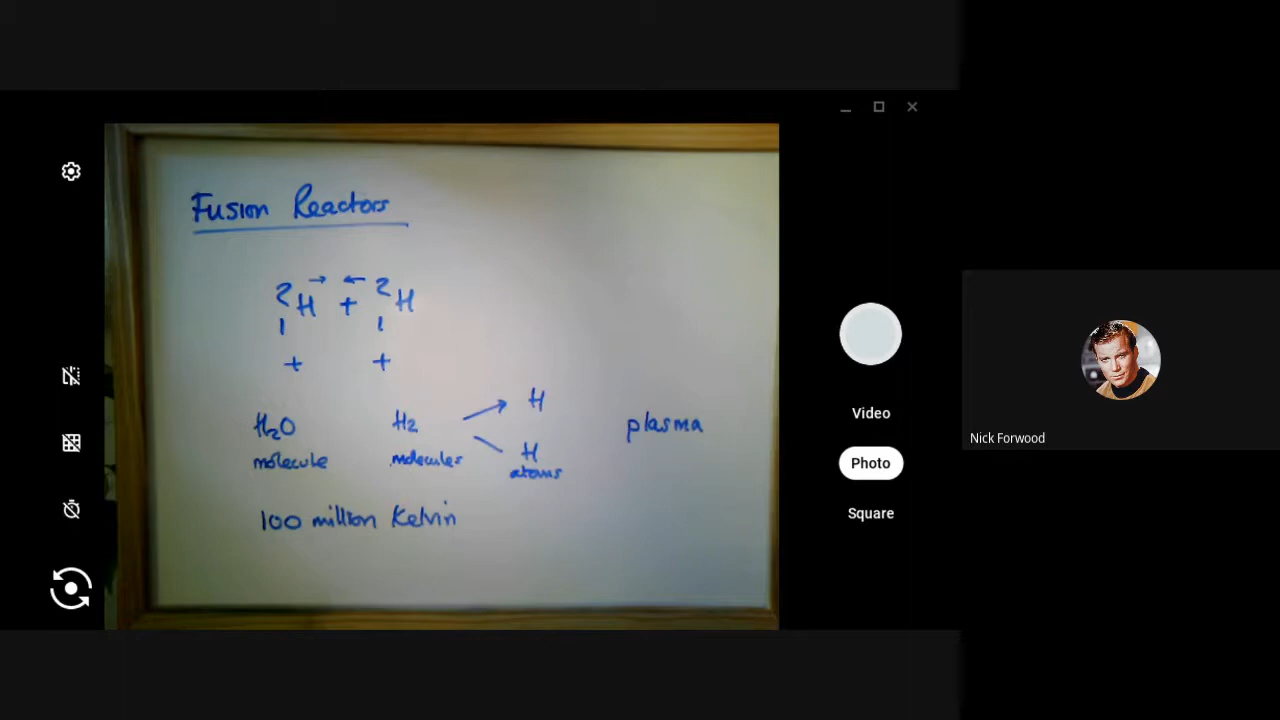 Fusion Reactors
2 2
H + H
1 1
+ +
H
H₂O H₂ plasma
H
molecule molecules atoms
100 million Kelvin
Video
Photo
Square
Nick Forwood